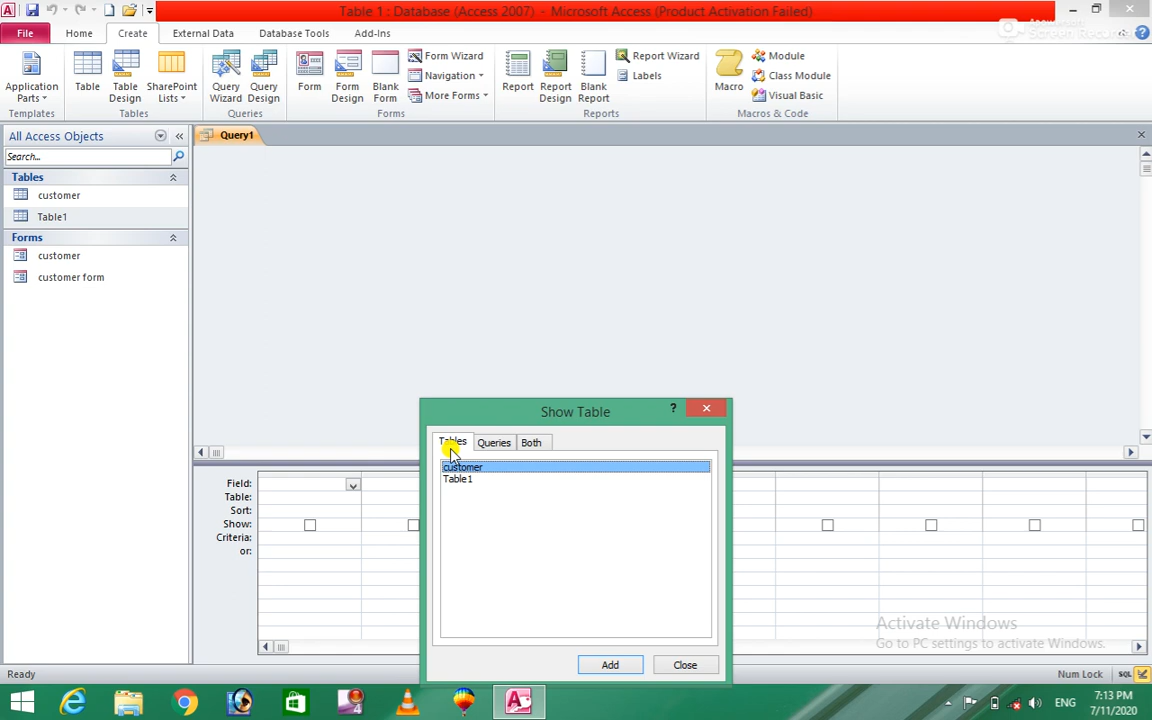 Table 1 : Database (Access 2007) - Microsoft Access (Product Activation Failed)
File Home Create External Data Database Tools Add-Ins
Application Parts
Table
Table Design
SharePoint Lists
Templates
Tables
Query Wizard
Query Design
Queries
Form
Form Design
Blank Form
Form Wizard
Navigation
More Forms
Forms
Report
Report Design
Blank Report
Report Wizard
Labels
Reports
Macro
Module
Class Module
Visual Basic
Macros & Code
All Access Objects
Search...
Tables
customer
Table1
Forms
customer
customer form
Query1
Show Table
Tables Queries Both
customer
Table1
Add Close
Field:
Table:
Sort:
Show:
Criteria:
or:
Activate Windows
Go to PC settings to activate Windows.
Ready
Num Lock
SQL
ENG
7:13 PM
7/11/2020